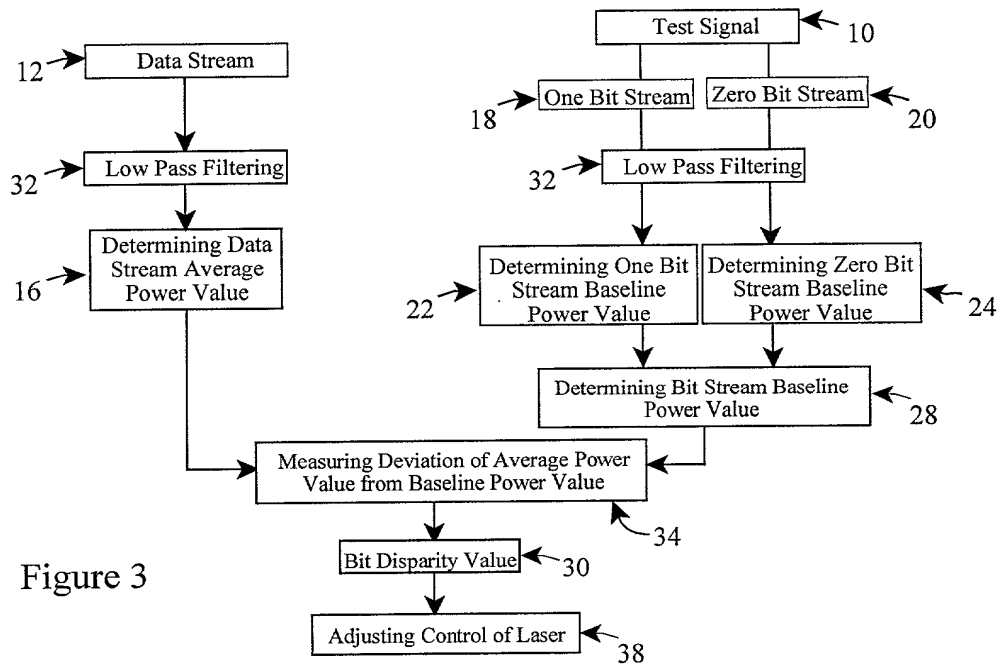 Test Signal
10
12
Data Stream
18
One Bit Stream
Zero Bit Stream
20
32
Low Pass Filtering
32
Low Pass Filtering
16
Determining Data
Stream Average
Power Value
22
Determining One Bit
Stream Baseline
Power Value
Determining Zero Bit
Stream Baseline
Power Value
24
Determining Bit Stream Baseline
Power Value
28
Measuring Deviation of Average Power
Value from Baseline Power Value
34
Bit Disparity Value
30
Figure 3
Adjusting Control of Laser
38